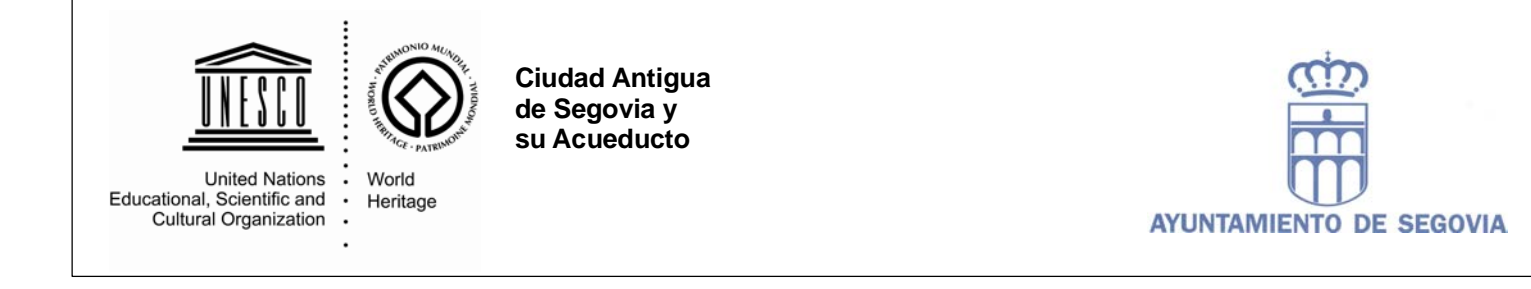 UNESCO
United Nations
Educational, Scientific and
Cultural Organization
PATRIMONIO MUNDIAL · WORLD HERITAGE · PATRIMOINE MONDIAL ·
World
Heritage
Ciudad Antigua
de Segovia y
su Acueducto
AYUNTAMIENTO DE SEGOVIA